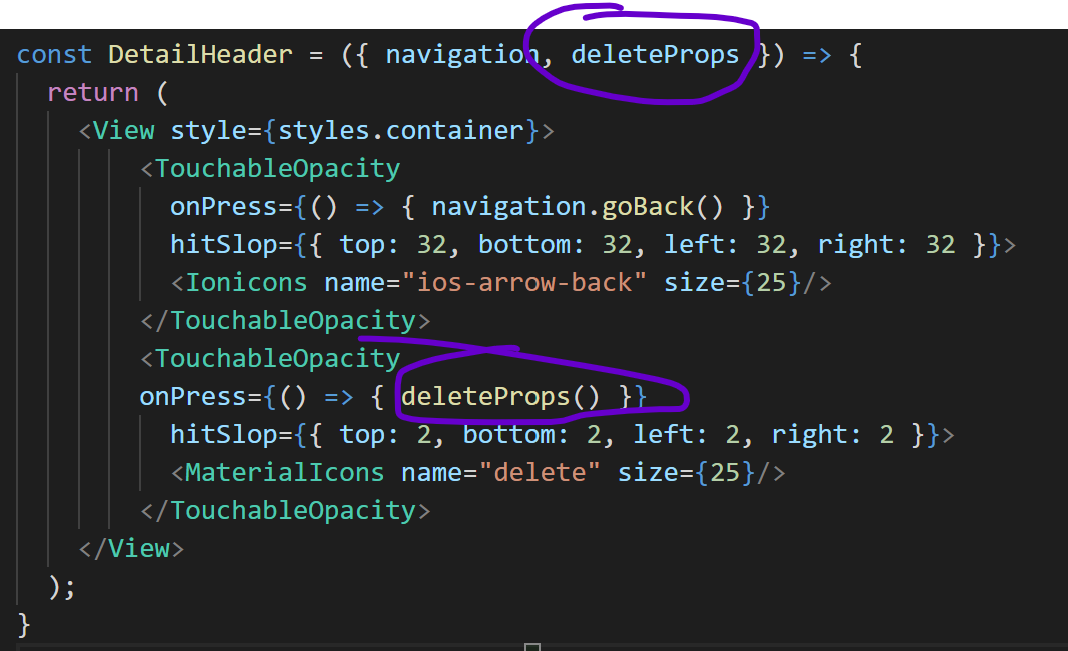 const DetailHeader = ({ navigation, deleteProps }) => {
return (
<View style={styles.container}>
<TouchableOpacity
onPress={() => { navigation.goBack() }}
hitSlop={{ top: 32, bottom: 32, left: 32, right: 32 }}>
<Ionicons name="ios-arrow-back" size={25}/>
</TouchableOpacity>
<TouchableOpacity
onPress={() => { deleteProps() }}
hitSlop={{ top: 2, bottom: 2, left: 2, right: 2 }}>
<MaterialIcons name="delete" size={25}/>
</TouchableOpacity>
</View>
);
}